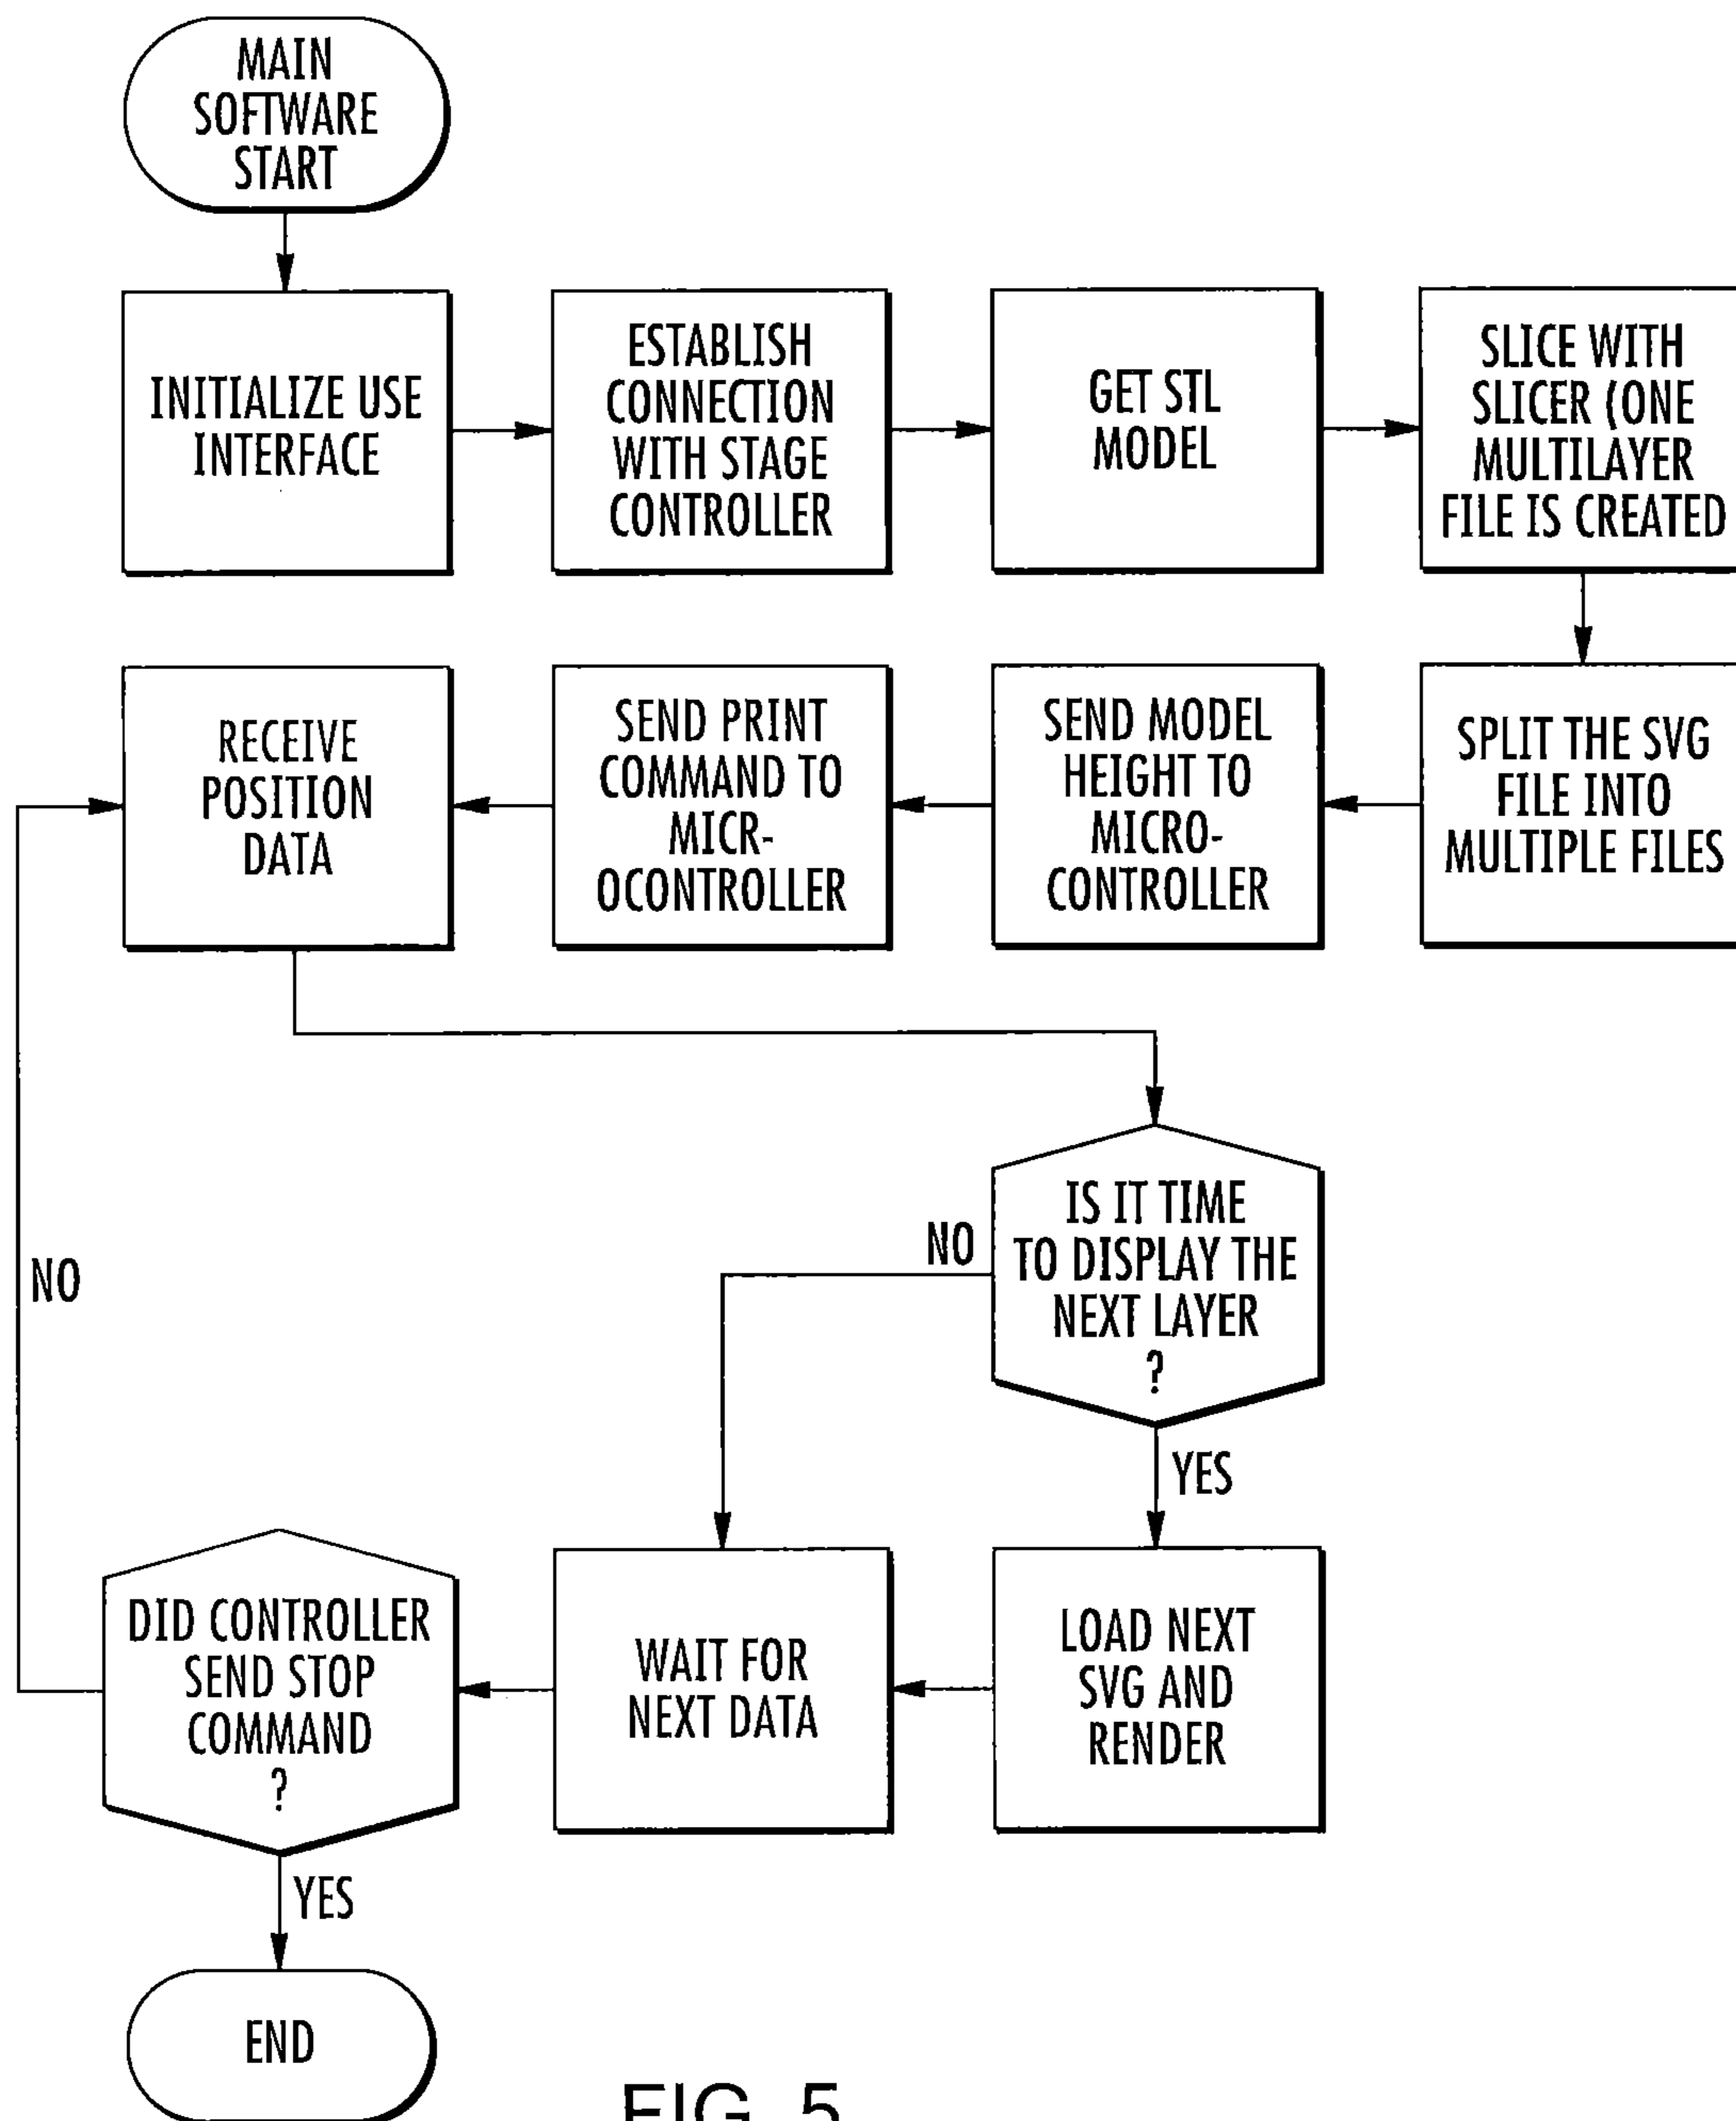 MAIN
SOFTWARE
START
INITIALIZE USE
INTERFACE
ESTABLISH
CONNECTION
WITH STAGE
CONTROLLER
GET STL
MODEL
SLICE WITH
SLICER (ONE
MULTILAYER
FILE IS CREATED
SPLIT THE SVG
FILE INTO
MULTIPLE FILES
SEND MODEL
HEIGHT TO
MICRO-
CONTROLLER
SEND PRINT
COMMAND TO
MICR-
OCONTROLLER
RECEIVE
POSITION
DATA
IS IT TIME
TO DISPLAY THE
NEXT LAYER
?
NO
YES
LOAD NEXT
SVG AND
RENDER
WAIT FOR
NEXT DATA
DID CONTROLLER
SEND STOP
COMMAND
?
NO
YES
END
FIG. 5